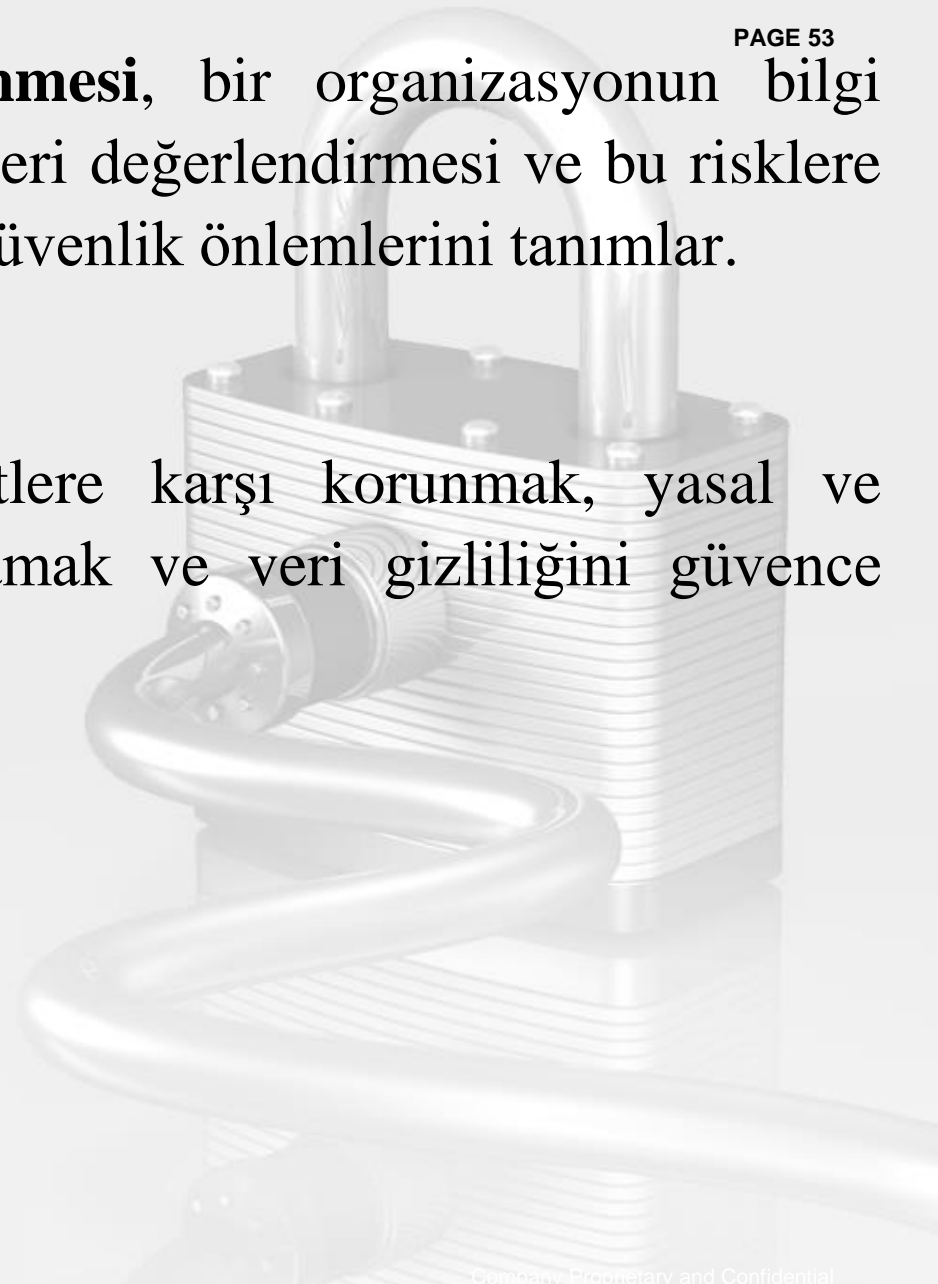 PAGE 53
nmesi, bir organizasyonun bilgi
eri değerlendirmesi ve bu risklere
üvenlik önlemlerini tanımlar.
tlere karşı korunmak, yasal ve
amak ve veri gizliliğini güvence
Company Proprietary and Confidential